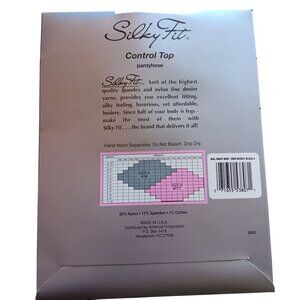 Silky Fit.
Control Top
pantyhose
Silky Fit... knit of the highest
quality spandex and nylon fine denier
yarns, provides you excellent fitting,
silky feeling, luxurious, yet affordable,
hosiery. Since half of your body is legs -
make the most of them with
Silky Fit... the brand that delivers it all!
Hand Wash Separately. Do Not Bleach. Drip Dry.
SIZE A
SIZE B
82% Nylon • 17% Spandex • 1% Cotton
MADE IN U.S.A.
Distributed by Americal Corporation
P.O. Box 1419
Henderson, NC 27536